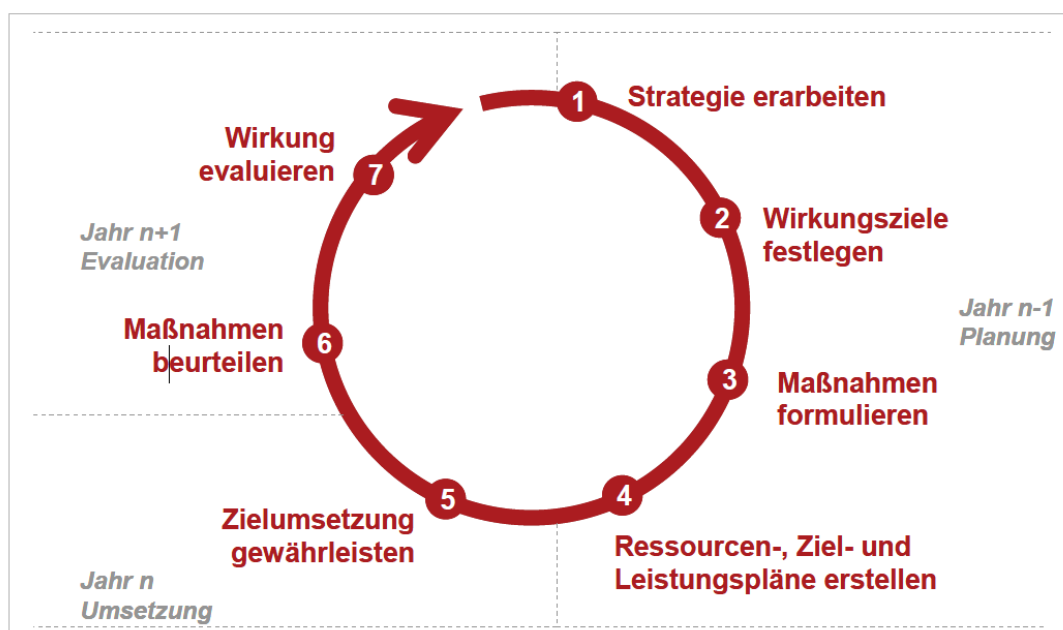 1
Strategie erarbeiten
2
Wirkungsziele
festlegen
Jahr n-1
Planung
3
Maßnahmen
formulieren
4
Ressourcen-, Ziel- und
Leistungspläne erstellen
5
Zielumsetzung
gewährleisten
Jahr n
Umsetzung
6
Maßnahmen
beurteilen
Jahr n+1
Evaluation
7
Wirkung
evaluieren